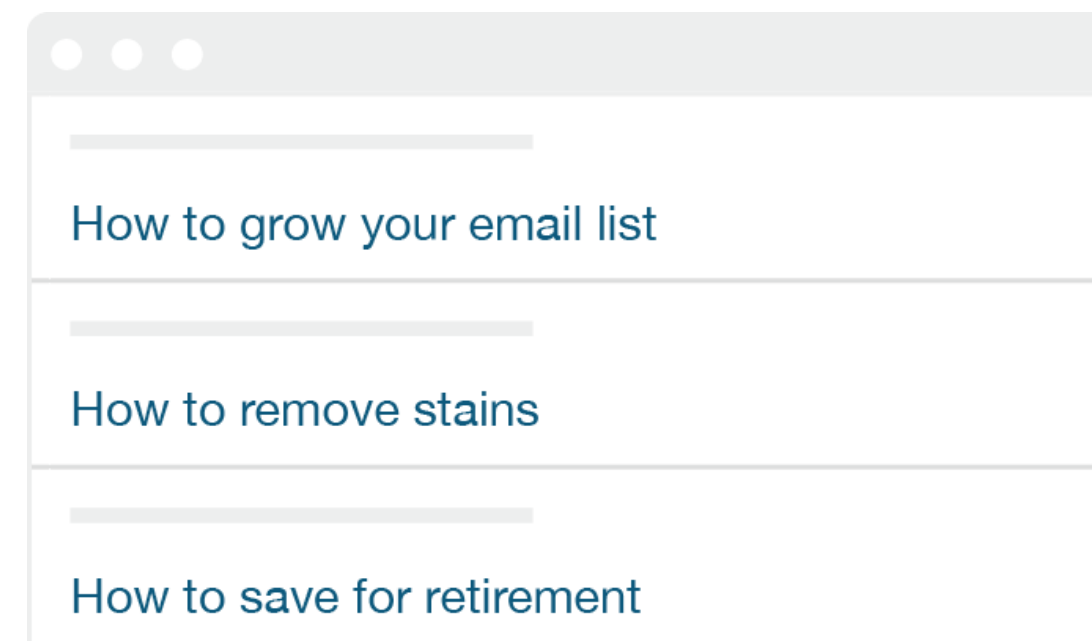 How to grow your email list
How to remove stains
How to save for retirement